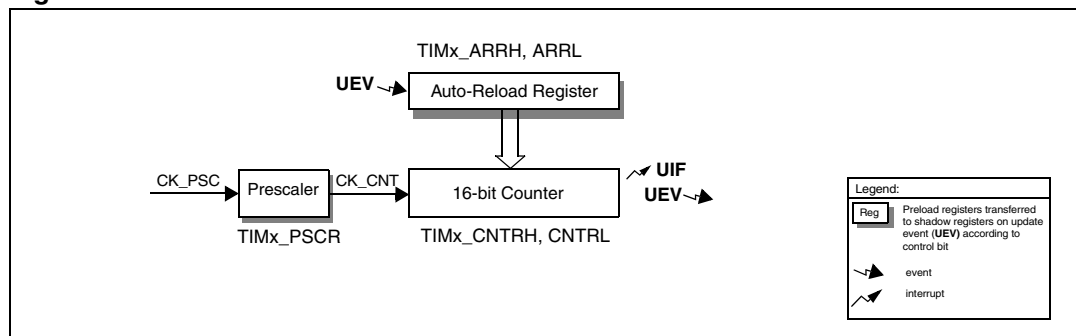 TIMx_ARRH, ARRL
UEV
Auto-Reload Register
CK_PSC
Prescaler
CK_CNT
16-bit Counter
UIF
UEV
TIMx_PSCR
TIMx_CNTRH, CNTRL
Legend:
Reg
Preload registers transferred
to shadow registers on update
event (UEV) according to
control bit
event
interrupt